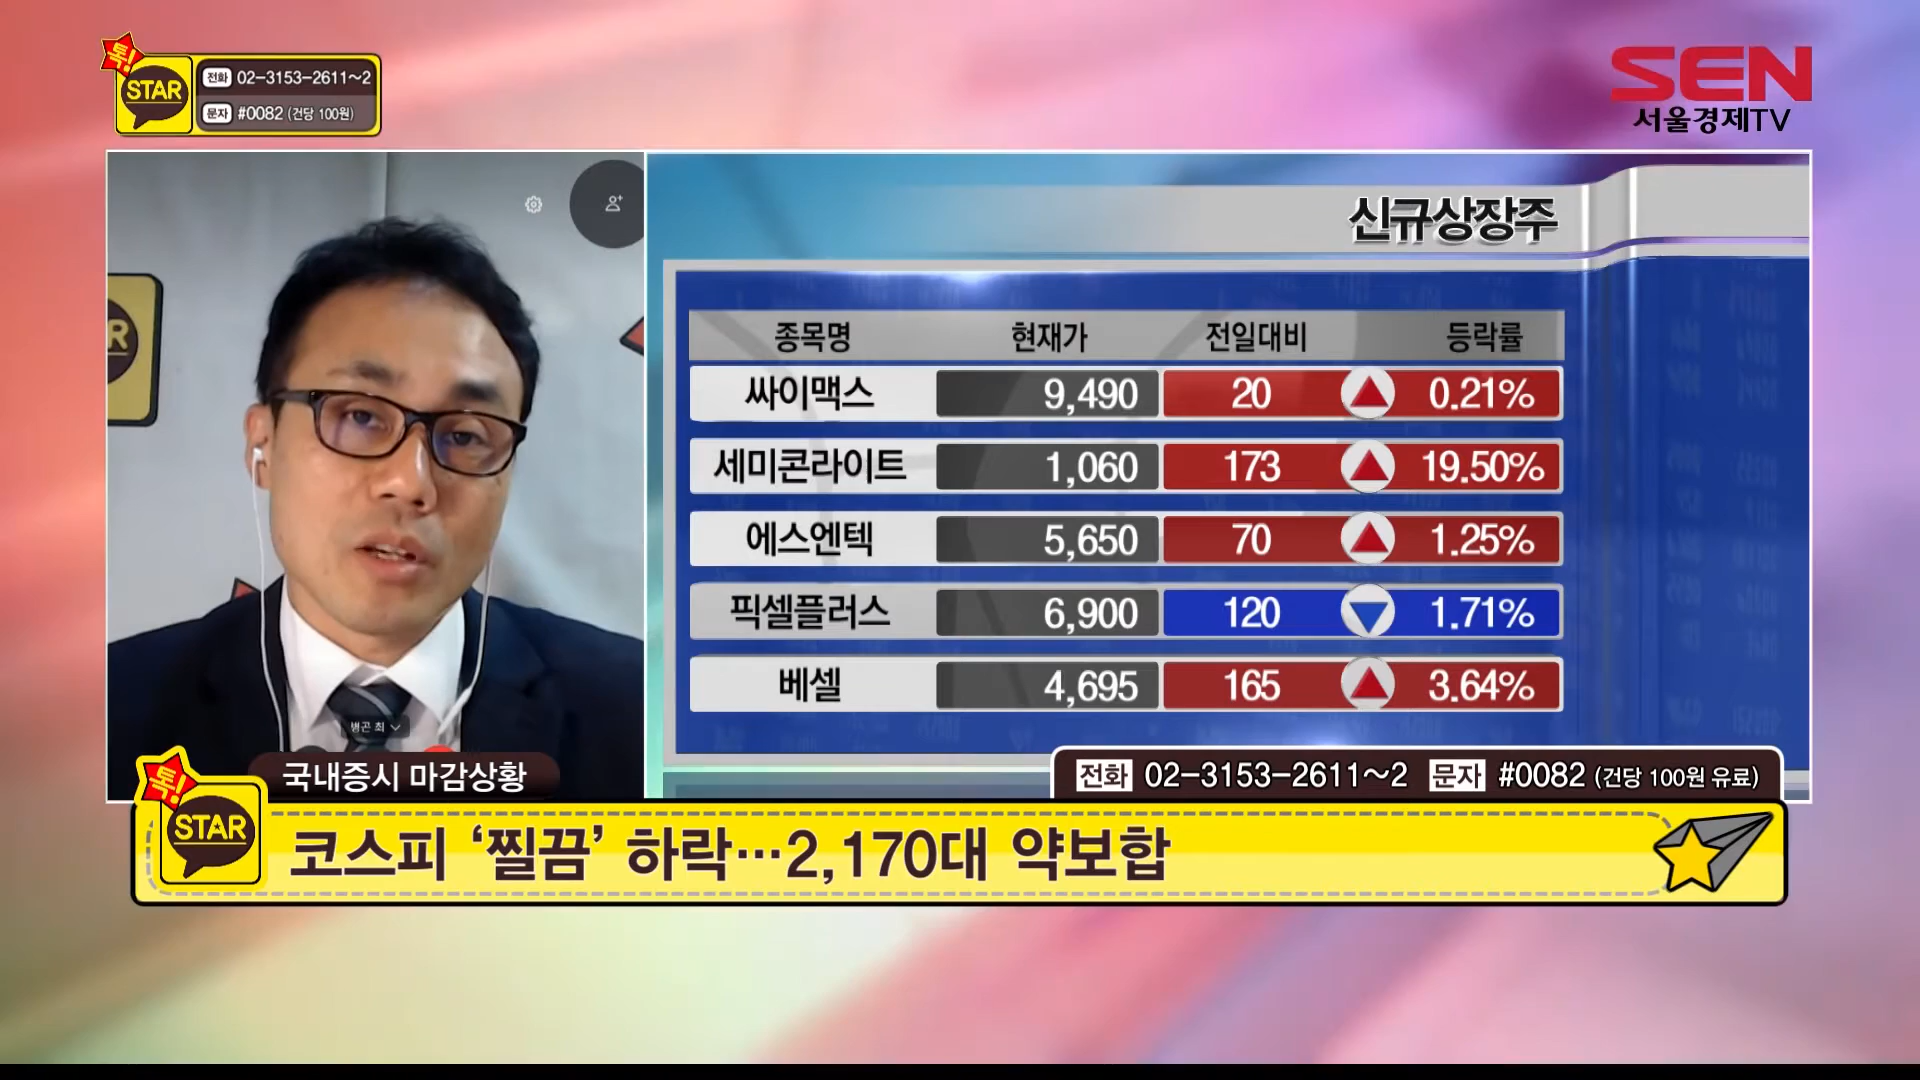 톡!
STAR
전화 02-3153-2611~2
문자 #0082 (건당 100원)
SEN
서울경제TV
신규상장주
종목명 현재가 전일대비 등락률
싸이맥스 9,490 20 ▲ 0.21%
세미콘라이트 1,060 173 ▲ 19.50%
에스엔텍 5,650 70 ▲ 1.25%
픽셀플러스 6,900 120 ▼ 1.71%
베셀 4,695 165 ▲ 3.64%
병곤 최
국내증시 마감상황
전화 02-3153-2611~2 문자 #0082 (건당 100원 유료)
톡!
STAR
코스피 ‘찔끔’ 하락…2,170대 약보합